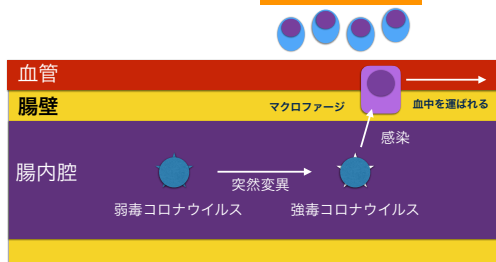 血管
腸壁
マクロファージ
血中を運ばれる
感染
腸内腔
突然変異
弱毒コロナウイルス
強毒コロナウイルス